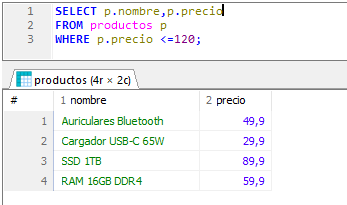 1 SELECT p.nombre,p.precio
2 FROM productos p
3 WHERE p.precio <=120;
productos (4r × 2c)
# 1 nombre 2 precio
1 Auriculares Bluetooth 49,9
2 Cargador USB-C 65W 29,9
3 SSD 1TB 89,9
4 RAM 16GB DDR4 59,9